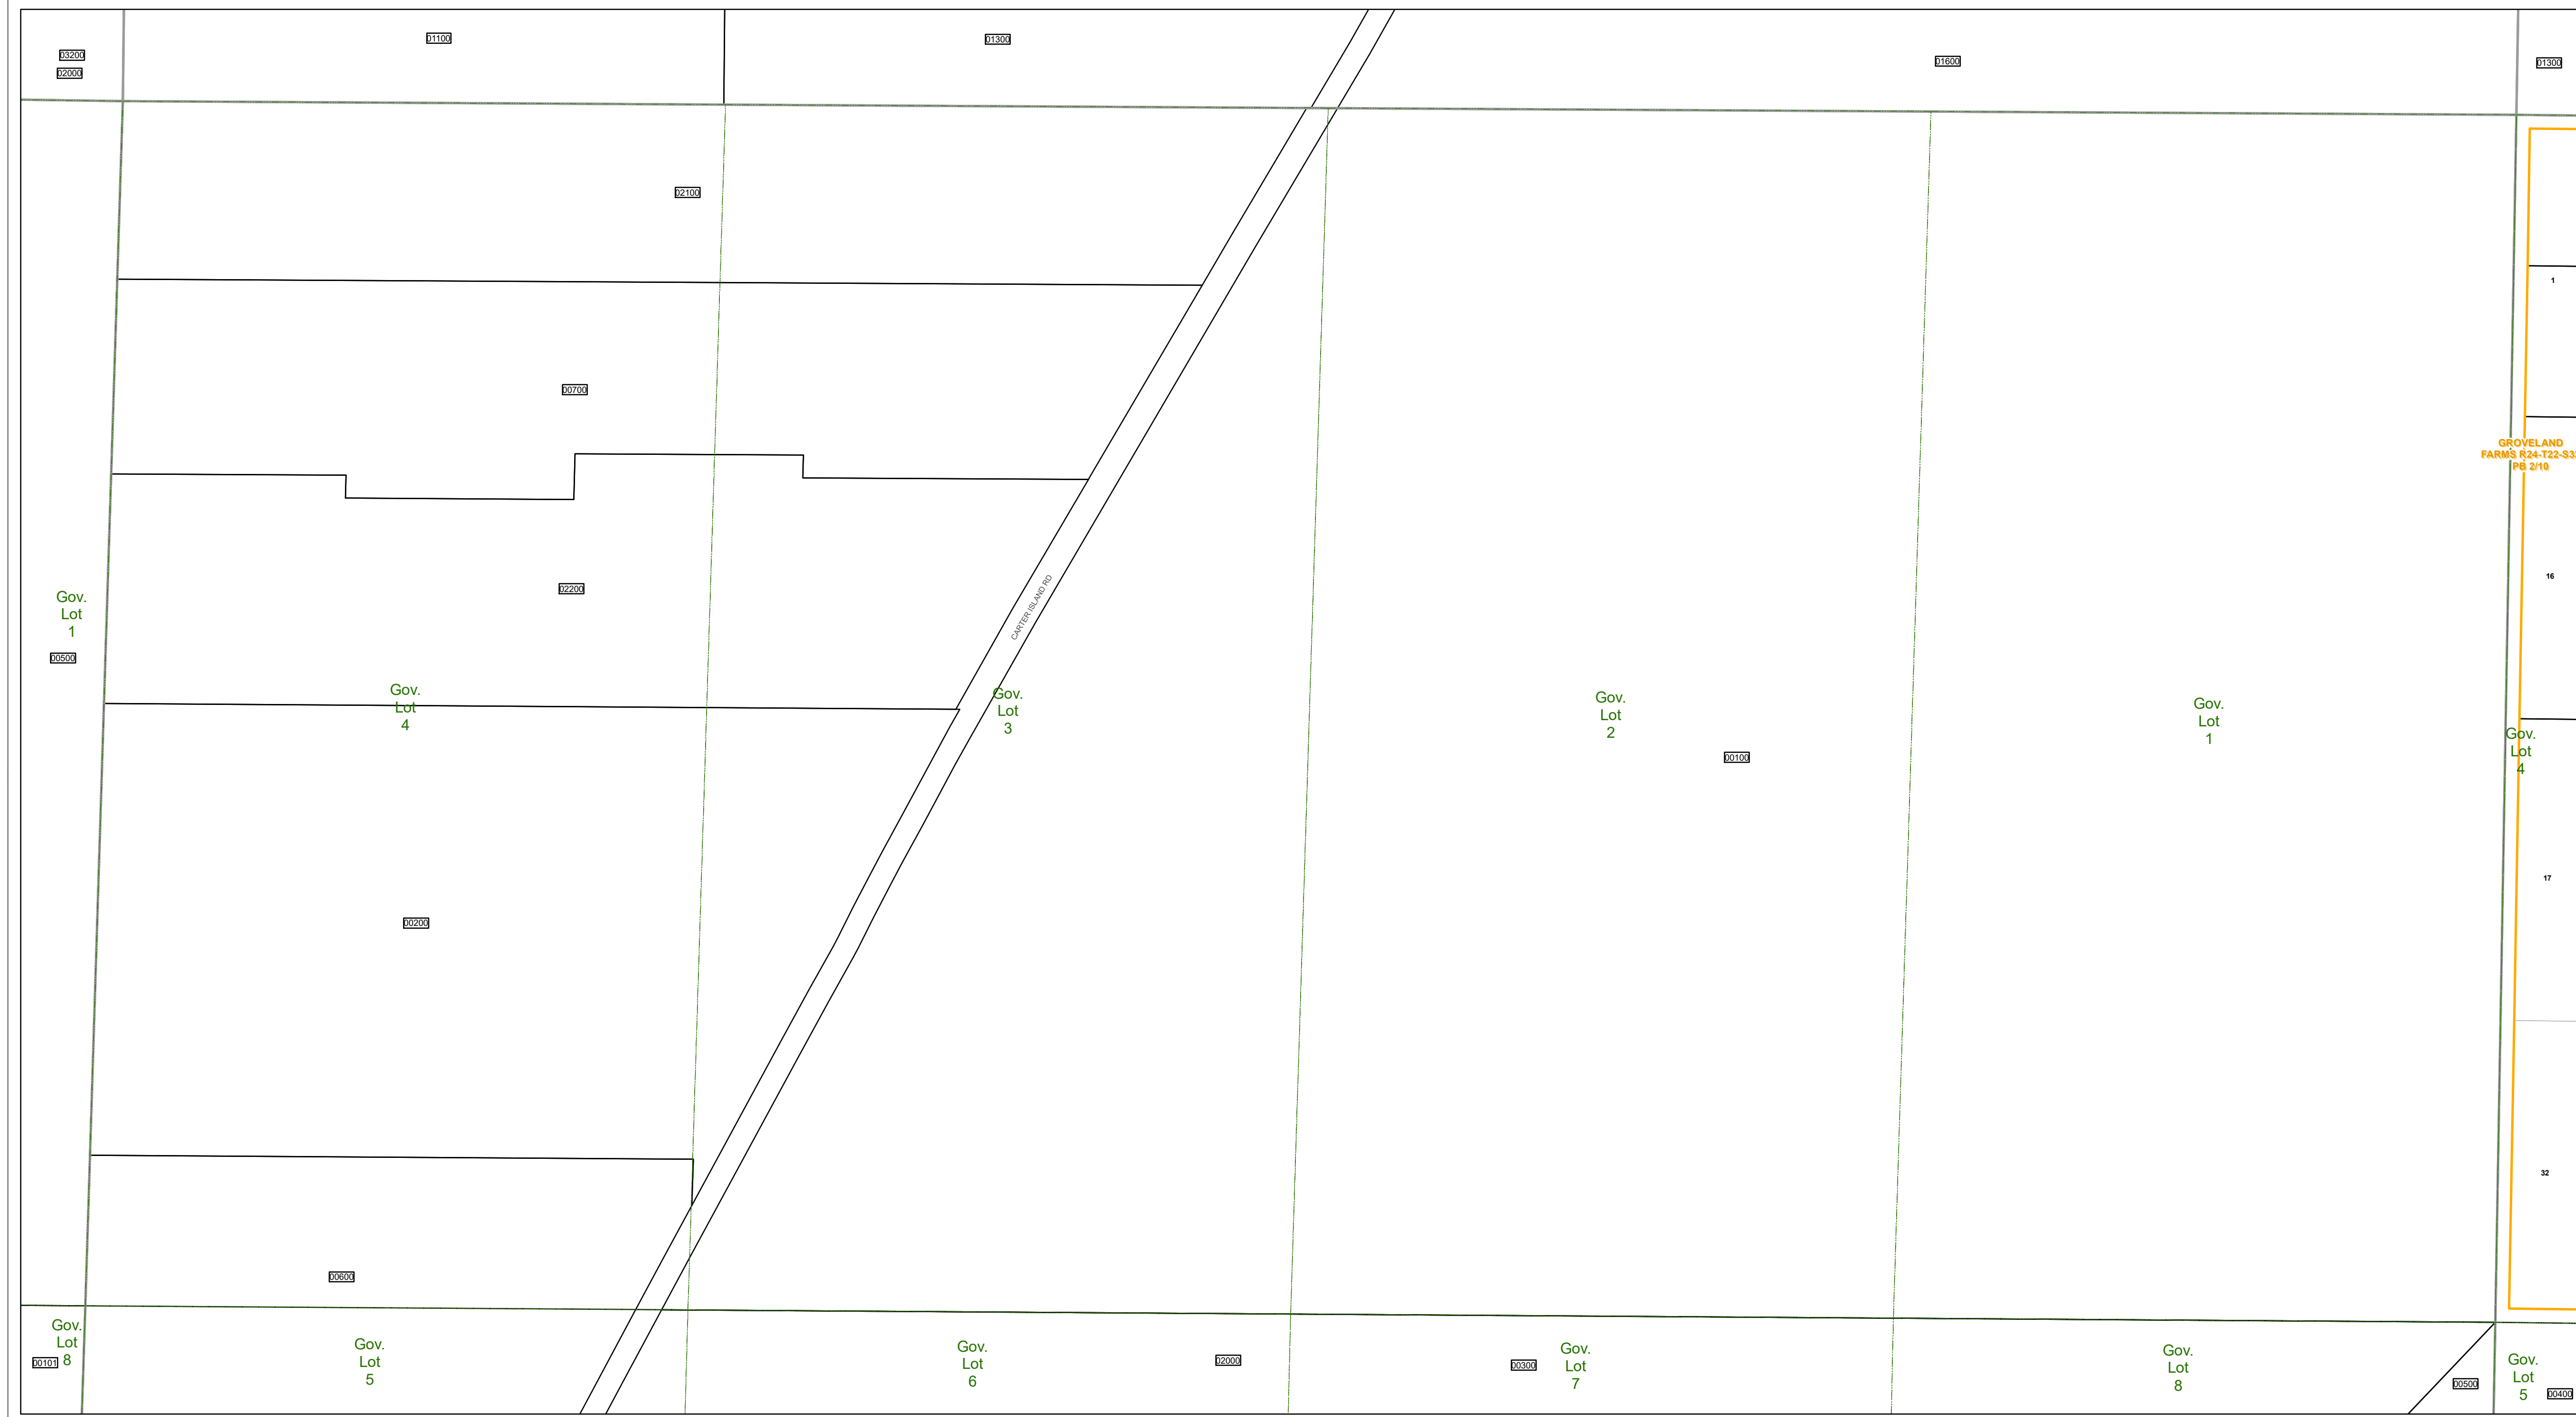 03200
02000
01100
01300
01600
01300
02100
1
00700
GROVELAND
FARMS R24-T22-S3
PB 2/10
16
02200
CARTER ISLAND RD
Gov.
Lot
1
00500
Gov.
Lot
4
Gov.
Lot
3
Gov.
Lot
2
Gov.
Lot
1
Gov.
Lot
4
00100
17
00200
32
00600
Gov.
Lot
8
00101
Gov.
Lot
5
Gov.
Lot
6
02000
00300
Gov.
Lot
7
Gov.
Lot
8
00500
Gov.
Lot
5
00400